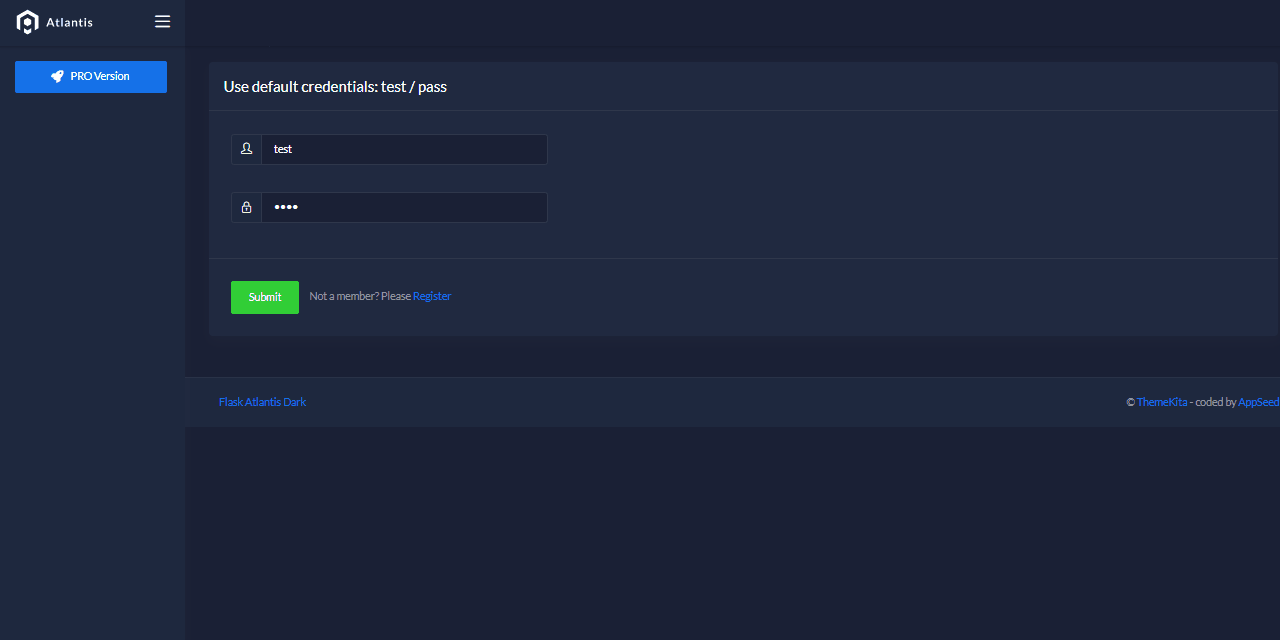 Atlantis
PRO Version
Use default credentials: test / pass
test
••••
Submit Not a member? Please Register
Flask Atlantis Dark
© ThemeKita - coded by AppSeed